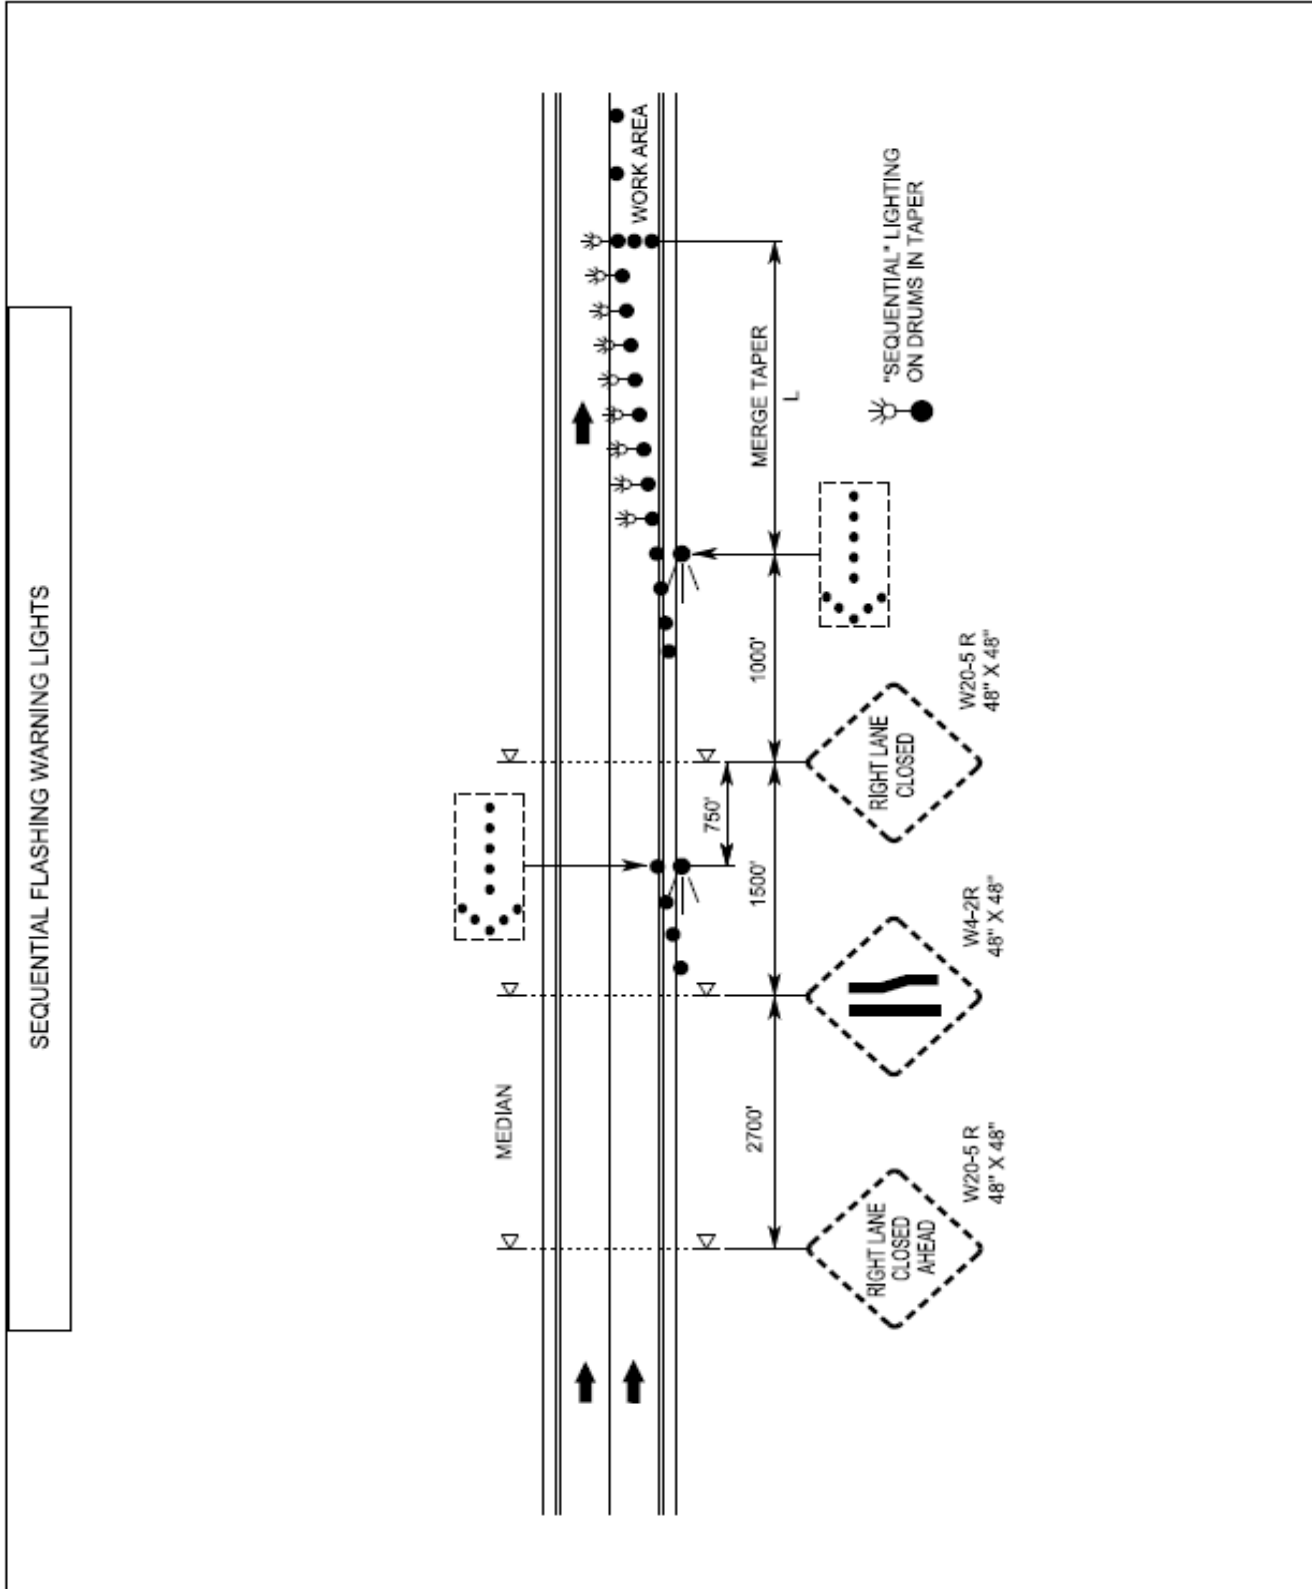 SEQUENTIAL FLASHING WARNING LIGHTS
MEDIAN
WORK AREA
2700'
1500'
750'
1000'
MERGE TAPER
L
RIGHT LANE
CLOSED
AHEAD
W20-5 R
48" X 48"
W4-2R
48" X 48"
RIGHT LANE
CLOSED
W20-5 R
48" X 48"
"SEQUENTIAL" LIGHTING
ON DRUMS IN TAPER